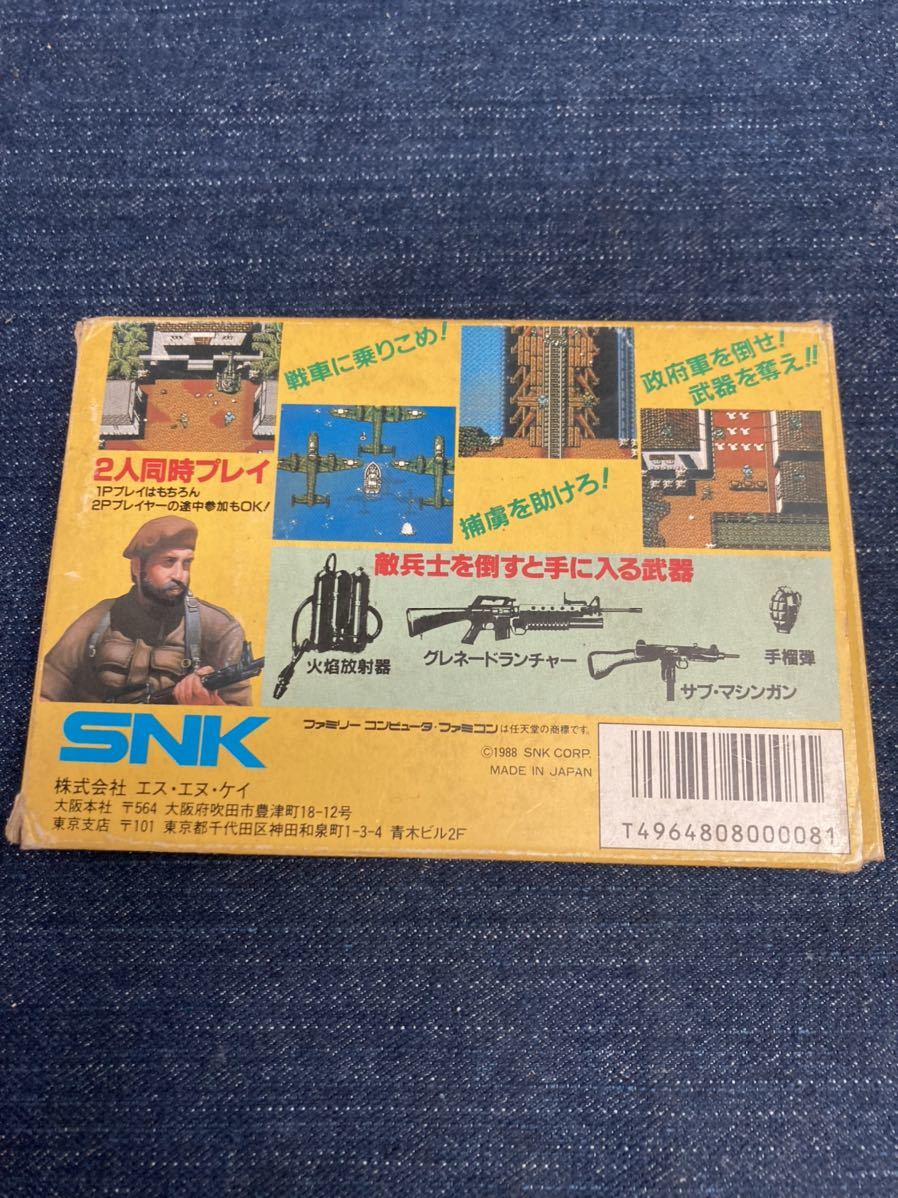 戦車に乗りこめ!
政府軍を倒せ!
武器を奪え!!
2人同時プレイ
1Pプレイはもちろん
2Pプレイヤーの途中参加もOK!
捕虜を助けろ!
敵兵士を倒すと手に入る武器
火焰放射器
グレネードランチャー
サブ・マシンガン
手榴弾
SNK
ファミリー コンピュータ・ファミコンは任天堂の商標です。
©1988 SNK CORP.
MADE IN JAPAN
株式会社 エス・エヌ・ケイ
大阪本社 〒564 大阪府吹田市豊津町18-12号
東京支店 〒101 東京都千代田区神田和泉町1-3-4 青木ビル2F
T4964808000081